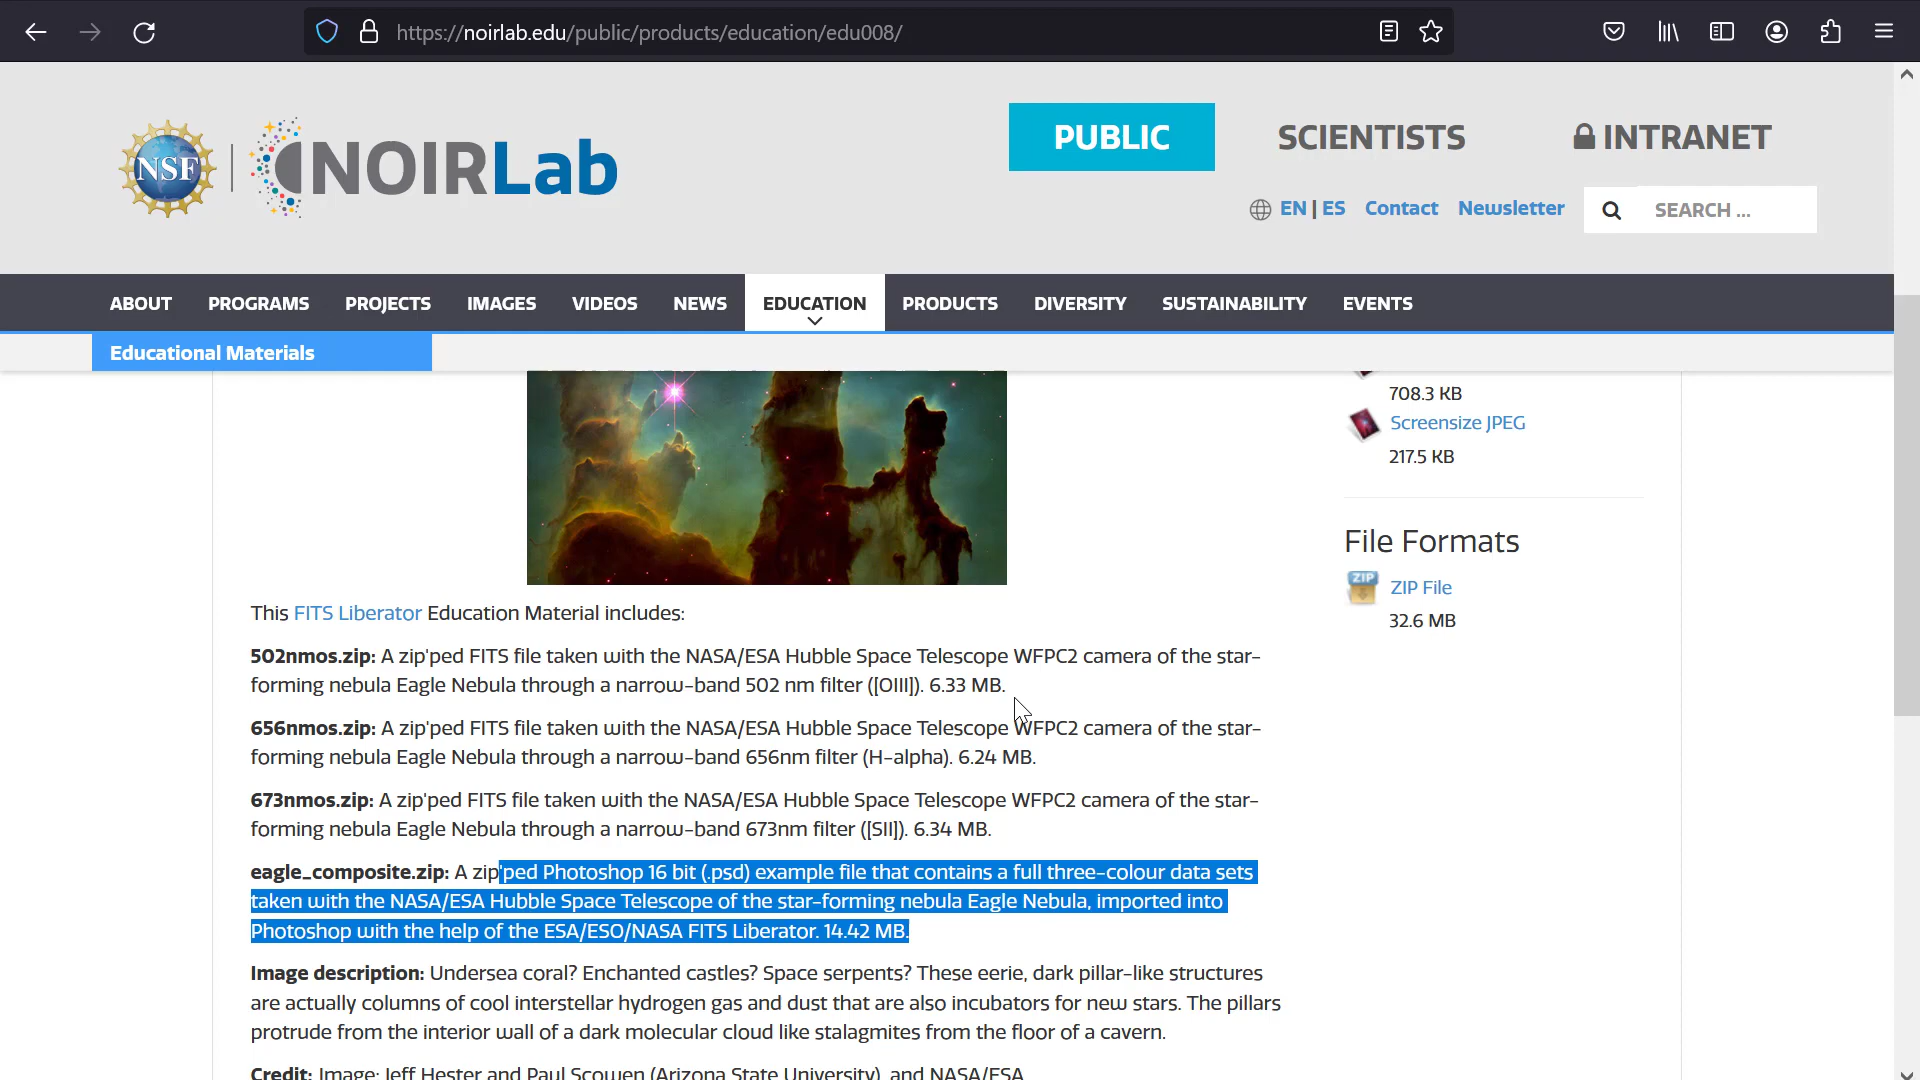 https://noirlab.edu/public/products/education/edu008/
NSF
NOIRLab
PUBLIC
SCIENTISTS
INTRANET
EN | ES
Contact
Newsletter
SEARCH ...
ABOUT
PROGRAMS
PROJECTS
IMAGES
VIDEOS
NEWS
EDUCATION
PRODUCTS
DIVERSITY
SUSTAINABILITY
EVENTS
Educational Materials
This FITS Liberator Education Material includes:
502nmos.zip: A zip'ped FITS file taken with the NASA/ESA Hubble Space Telescope WFPC2 camera of the star-
forming nebula Eagle Nebula through a narrow-band 502 nm filter ([OIII]). 6.33 MB.
656nmos.zip: A zip'ped FITS file taken with the NASA/ESA Hubble Space Telescope WFPC2 camera of the star-
forming nebula Eagle Nebula through a narrow-band 656nm filter (H-alpha). 6.24 MB.
673nmos.zip: A zip'ped FITS file taken with the NASA/ESA Hubble Space Telescope WFPC2 camera of the star-
forming nebula Eagle Nebula through a narrow-band 673nm filter ([SII]). 6.34 MB.
eagle_composite.zip: A zip'ped Photoshop 16 bit (.psd) example file that contains a full three-colour data sets
taken with the NASA/ESA Hubble Space Telescope of the star-forming nebula Eagle Nebula, imported into
Photoshop with the help of the ESA/ESO/NASA FITS Liberator. 14.42 MB.
Image description: Undersea coral? Enchanted castles? Space serpents? These eerie, dark pillar-like structures
are actually columns of cool interstellar hydrogen gas and dust that are also incubators for new stars. The pillars
protrude from the interior wall of a dark molecular cloud like stalagmites from the floor of a cavern.
Credit: Image: Jeff Hester and Paul Scowen (Arizona State University), and NASA/ESA
708.3 KB
Screensize JPEG
217.5 KB
File Formats
ZIP
ZIP File
32.6 MB